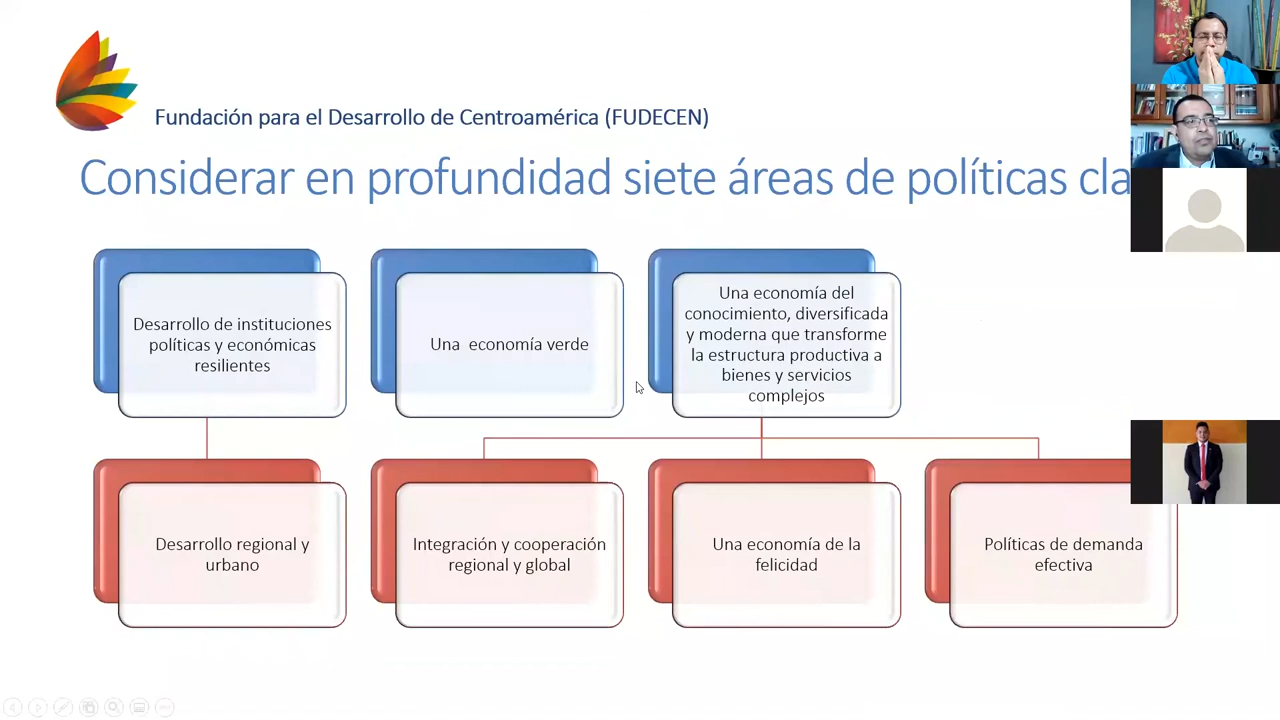 Fundación para el Desarrollo de Centroamérica (FUDECEN)
Considerar en profundidad siete áreas de políticas cla
Desarrollo de instituciones
políticas y económicas
resilientes
Una economía verde
Una economía del
conocimiento, diversificada
y moderna que transforme
la estructura productiva a
bienes y servicios
complejos
Desarrollo regional y
urbano
Integración y cooperación
regional y global
Una economía de la
felicidad
Políticas de demanda
efectiva